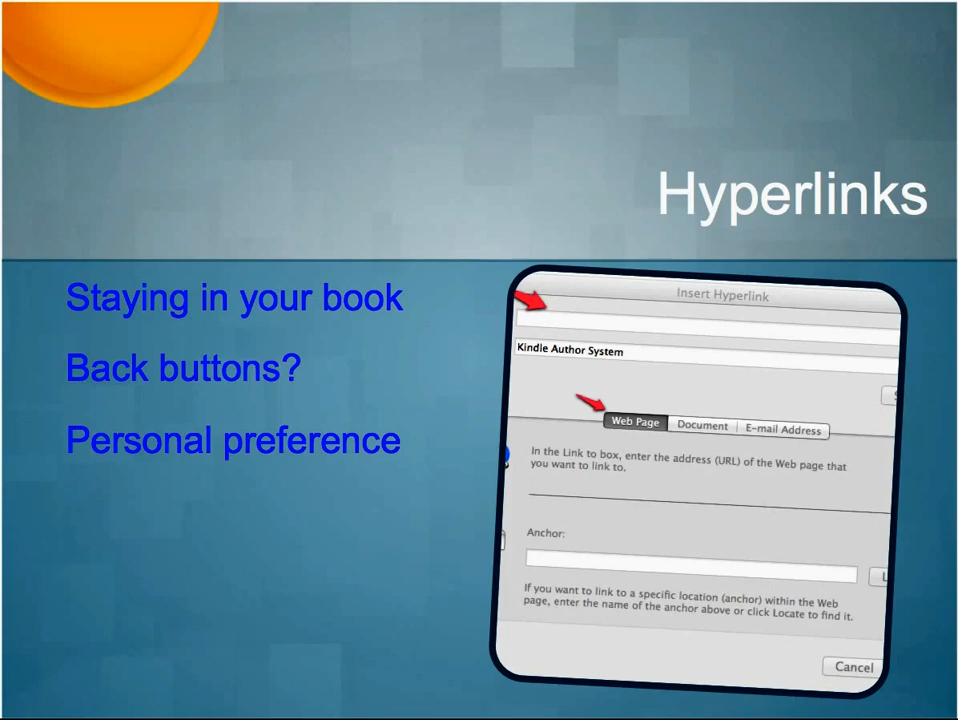 Hyperlinks
Staying in your book
Back buttons?
Personal preference
Insert Hyperlink
Kindle Author System
Web Page
Document
E-mail Address
In the Link to box, enter the address (URL) of the Web page that
you want to link to.
Anchor:
If you want to link to a specific location (anchor) within the Web
page, enter the name of the anchor above or click Locate to find it.
Cancel